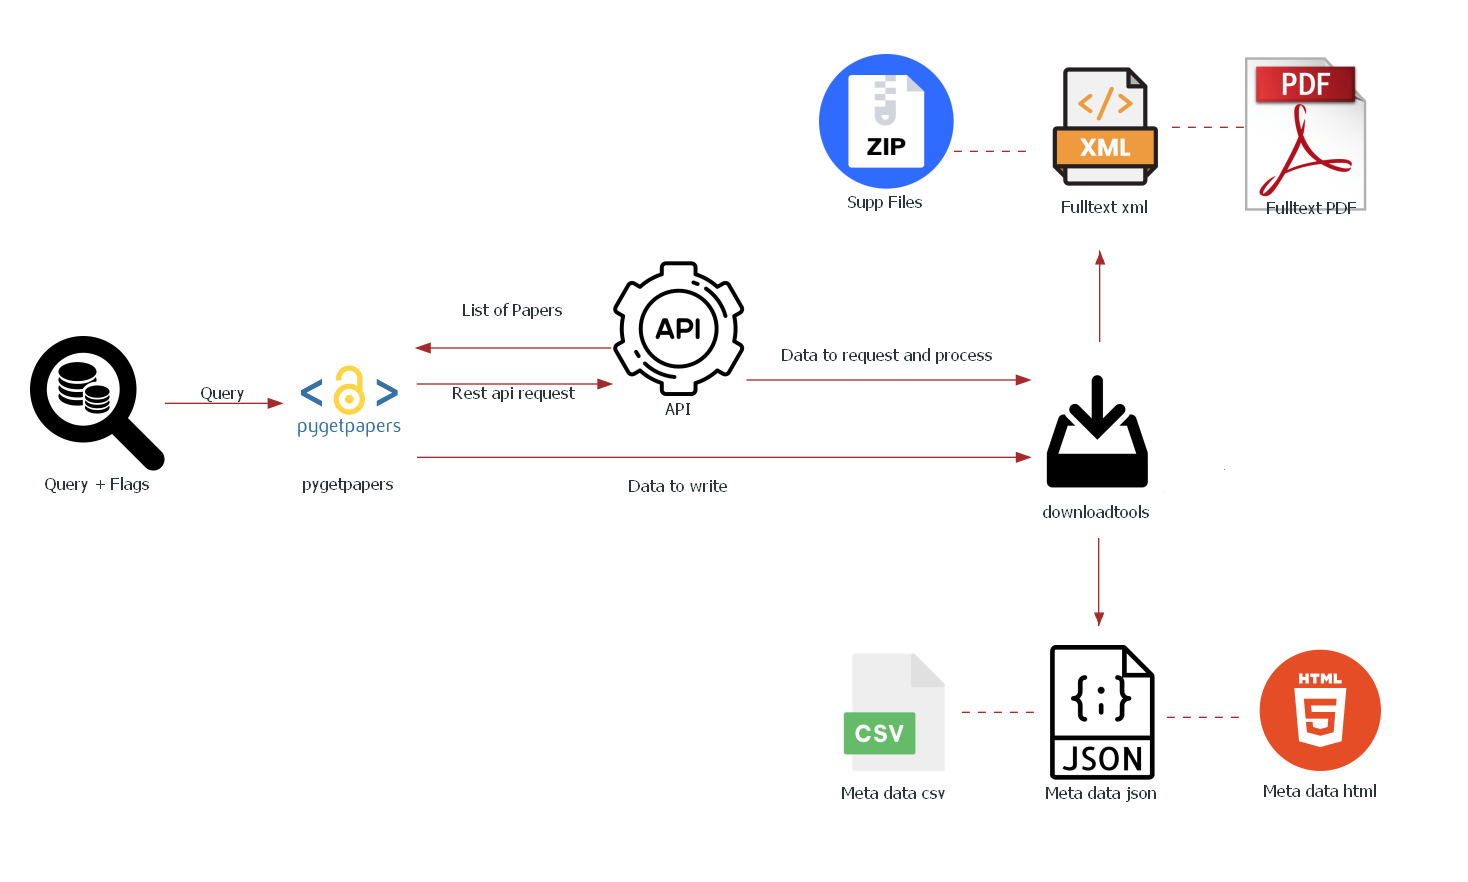 PDF
</>
ZIP
XML
Supp Files
Fulltext xml
Fulltext PDF
List of Papers
API
Data to request and process
Query
Rest api request
API
pygetpapers
Query + Flags
pygetpapers
Data to write
downloadtools
HTML
5
{;}
CSV
JSON
Meta data csv
Meta data json
Meta data html